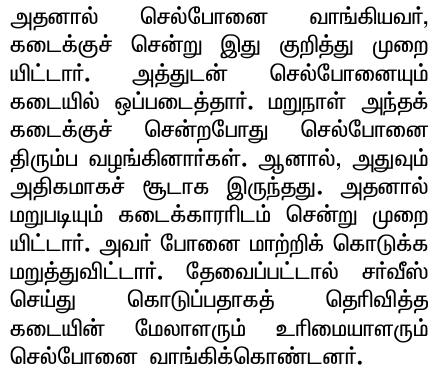 அதனால் செல்போனை வாங்கியவர்,
கடைக்குச் சென்று இது குறித்து முறை
யிட்டார். அத்துடன் செல்போனையும்
கடையில் ஒப்படைத்தார். மறுநாள் அந்தக்
கடைக்குச் சென்றபோது செல்போனை
திரும்ப வழங்கினார்கள். ஆனால், அதுவும்
அதிகமாகச் சூடாக இருந்தது. அதனால்
மறுபடியும் கடைக்காரரிடம் சென்று முறை
யிட்டார். அவர் போனை மாற்றிக் கொடுக்க
மறுத்துவிட்டார். தேவைப்பட்டால் சர்வீஸ்
செய்து கொடுப்பதாகத் தெரிவித்த
கடையின் மேலாளரும் உரிமையாளரும்
செல்போனை வாங்கிக்கொண்டனர்.